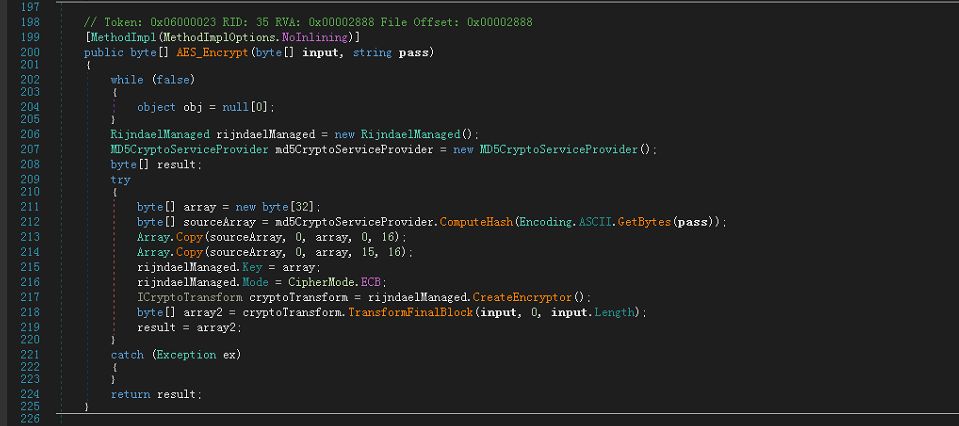 197
198 // Token: 0x06000023 RID: 35 RVA: 0x00002888 File Offset: 0x00002888
199 [MethodImpl(MethodImplOptions.NoInlining)]
200 public byte[] AES_Encrypt(byte[] input, string pass)
201 {
202 while (false)
203 {
204 object obj = null[0];
205 }
206 RijndaelManaged rijndaelManaged = new RijndaelManaged();
207 MD5CryptoServiceProvider md5CryptoServiceProvider = new MD5CryptoServiceProvider();
208 byte[] result;
209 try
210 {
211 byte[] array = new byte[32];
212 byte[] sourceArray = md5CryptoServiceProvider.ComputeHash(Encoding.ASCII.GetBytes(pass));
213 Array.Copy(sourceArray, 0, array, 0, 16);
214 Array.Copy(sourceArray, 0, array, 15, 16);
215 rijndaelManaged.Key = array;
216 rijndaelManaged.Mode = CipherMode.ECB;
217 ICryptoTransform cryptoTransform = rijndaelManaged.CreateEncryptor();
218 byte[] array2 = cryptoTransform.TransformFinalBlock(input, 0, input.Length);
219 result = array2;
220 }
221 catch (Exception ex)
222 {
223 }
224 return result;
225 }
226